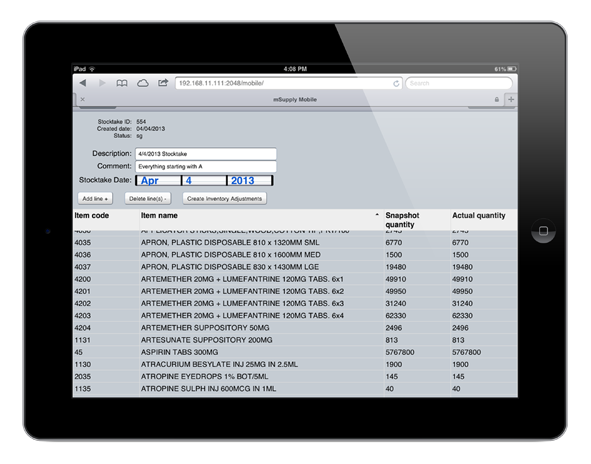 iPad 4:08 PM 61%
192.168.11.111:2048/mobile/ Search
mSupply Mobile
Stocktake ID: 554
Created date: 04/04/2013
Status: sg
Description: 4/4/2013 Stocktake
Comment: Everything starting with A
Stocktake Date: Apr 4 2013
Add line + Delete line(s) - Create Inventory Adjustments
Item code Item name Snapshot quantity Actual quantity
4035 APRON, PLASTIC DISPOSABLE 810 x 1320MM SML 6770 6770
4036 APRON, PLASTIC DISPOSABLE 810 x 1600MM MED 1500 1500
4037 APRON, PLASTIC DISPOSABLE 830 x 1430MM LGE 19480 19480
4200 ARTEMETHER 20MG + LUMEFANTRINE 120MG TABS. 6x1 49910 49910
4201 ARTEMETHER 20MG + LUMEFANTRINE 120MG TABS. 6x2 49950 49950
4202 ARTEMETHER 20MG + LUMEFANTRINE 120MG TABS. 6x3 31240 31240
4203 ARTEMETHER 20MG + LUMEFANTRINE 120MG TABS. 6x4 62330 62330
4204 ARTEMETHER SUPPOSITORY 50MG 2496 2496
1131 ARTESUNATE SUPPOSITORY 200MG 813 813
45 ASPIRIN TABS 300MG 5767800 5767800
1130 ATRACURIUM BESYLATE INJ 25MG IN 2.5ML 1900 1900
2035 ATROPINE EYEDROPS 1% BOT/5ML 145 145
1135 ATROPINE SULPH INJ 600MCG IN 1ML 40 40